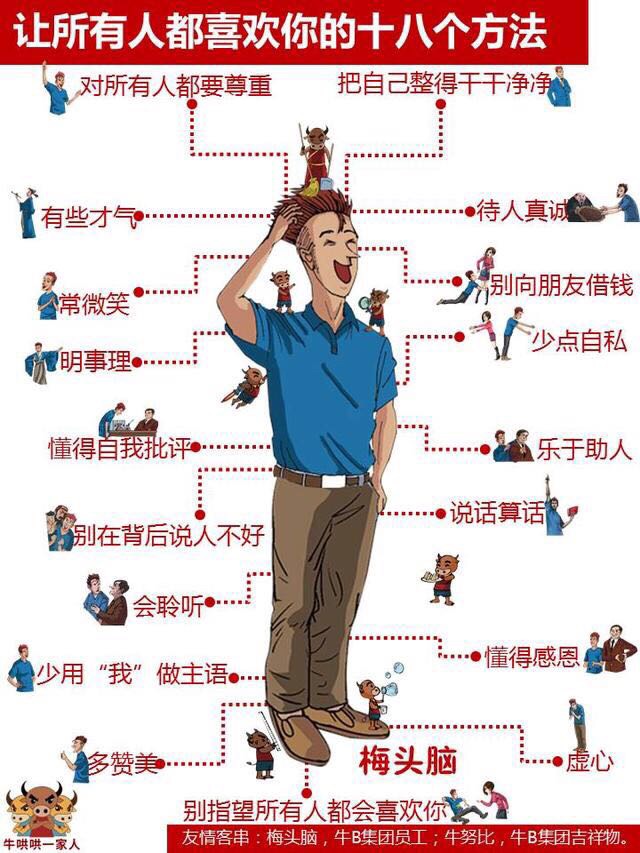 让所有人都喜欢你的十八个方法
对所有人都要尊重
把自己整得干干净净
有些才气
待人真诚
常微笑
别向朋友借钱
明事理
少点自私
懂得自我批评
乐于助人
别在背后说人不好
说话算话
会聆听
懂得感恩
少用“我”做主语
多赞美
梅头脑
虚心
别指望所有人都会喜欢你
牛哄哄一家人
友情客串：梅头脑，牛B集团员工；牛努比，牛B集团吉祥物。